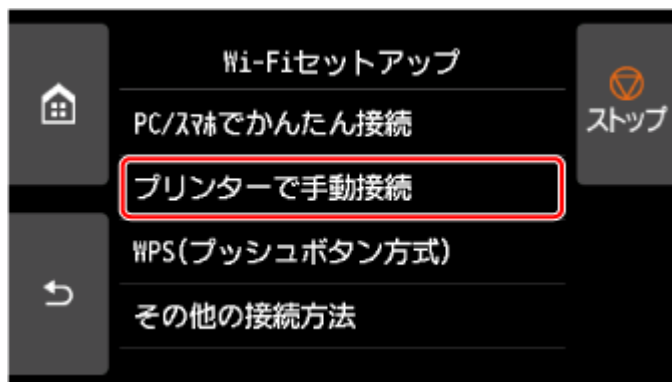 Wi-Fiセットアップ
ストップ
PC/ｽﾏﾎでかんたん接続
プリンターで手動接続
WPS(プッシュボタン方式)
その他の接続方法